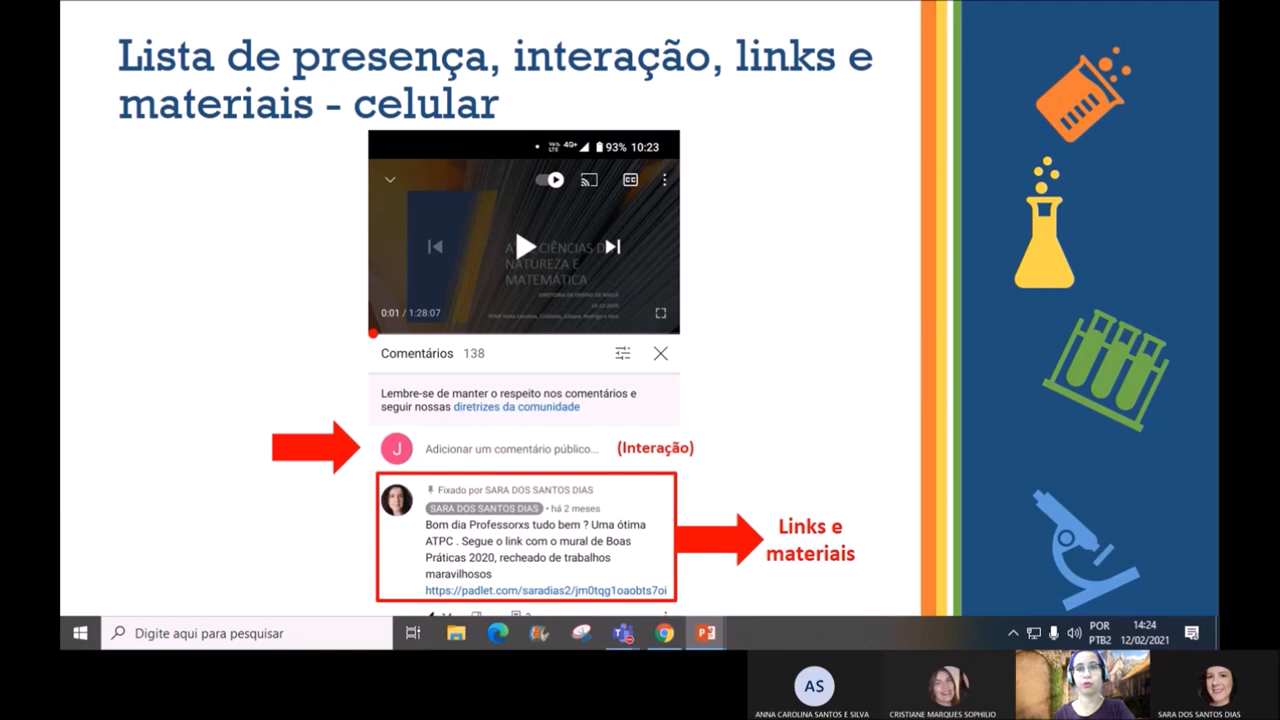 Lista de presença, interação, links e
materiais - celular
4G+ 93% 10:23
CIÊNCIAS D
NATUREZA E
MATEMÁTICA
0:01 / 1:28:07
Comentários 138
Lembre-se de manter o respeito nos comentários e
seguir nossas diretrizes da comunidade
J Adicionar um comentário público... (Interação)
Fixado por SARA DOS SANTOS DIAS
SARA DOS SANTOS DIAS • há 2 meses
Bom dia Professorxs tudo bem ? Uma ótima
ATPC . Segue o link com o mural de Boas
Práticas 2020, recheado de trabalhos
maravilhosos
https://padlet.com/saradias2/jm0tqg1oaobts7oi
Links e
materiais
Digite aqui para pesquisar
POR
PTB2
14:24
12/02/2021
AS
ANNA CAROLINA SANTOS E SILVA
CRISTIANE MARQUES SOPHILIO
SARA DOS SANTOS DIAS